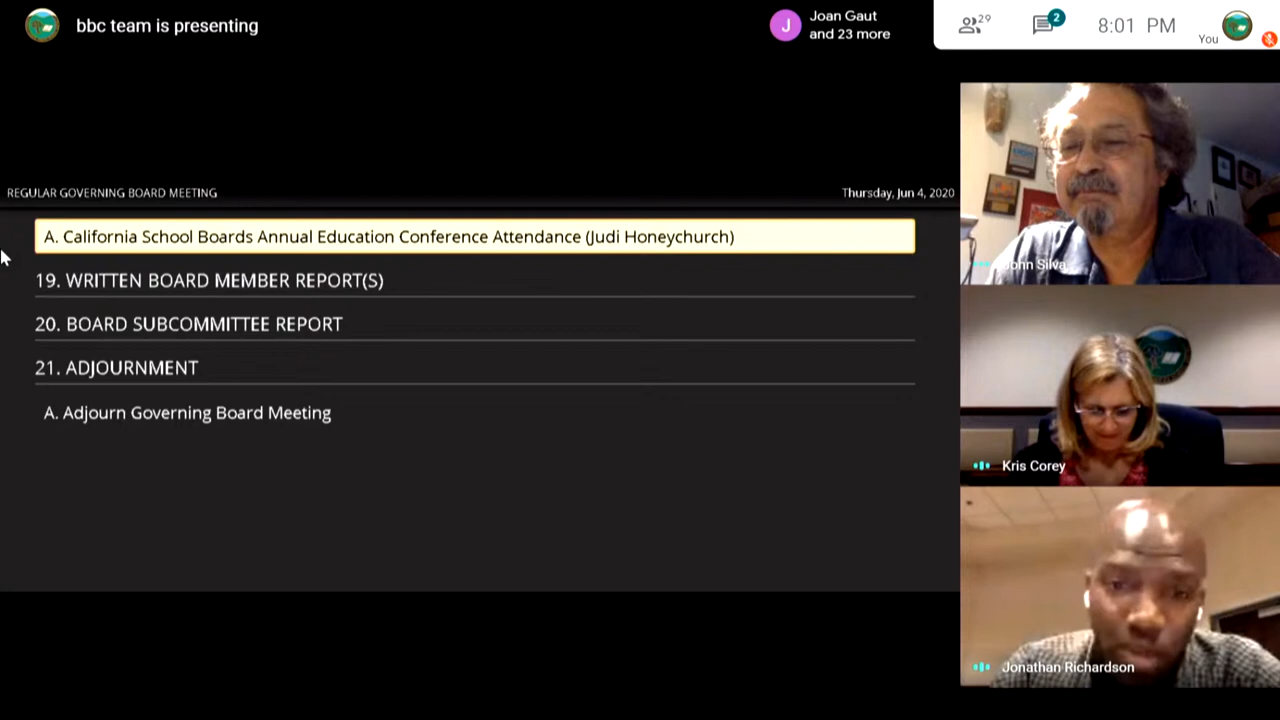 bbc team is presenting
J
Joan Gaut
and 23 more
29
2
8:01 PM
You
REGULAR GOVERNING BOARD MEETING
Thursday, Jun 4, 2020
A. California School Boards Annual Education Conference Attendance (Judi Honeychurch)
19. WRITTEN BOARD MEMBER REPORT(S)
20. BOARD SUBCOMMITTEE REPORT
21. ADJOURNMENT
A. Adjourn Governing Board Meeting
John Silva
Kris Corey
Jonathan Richardson